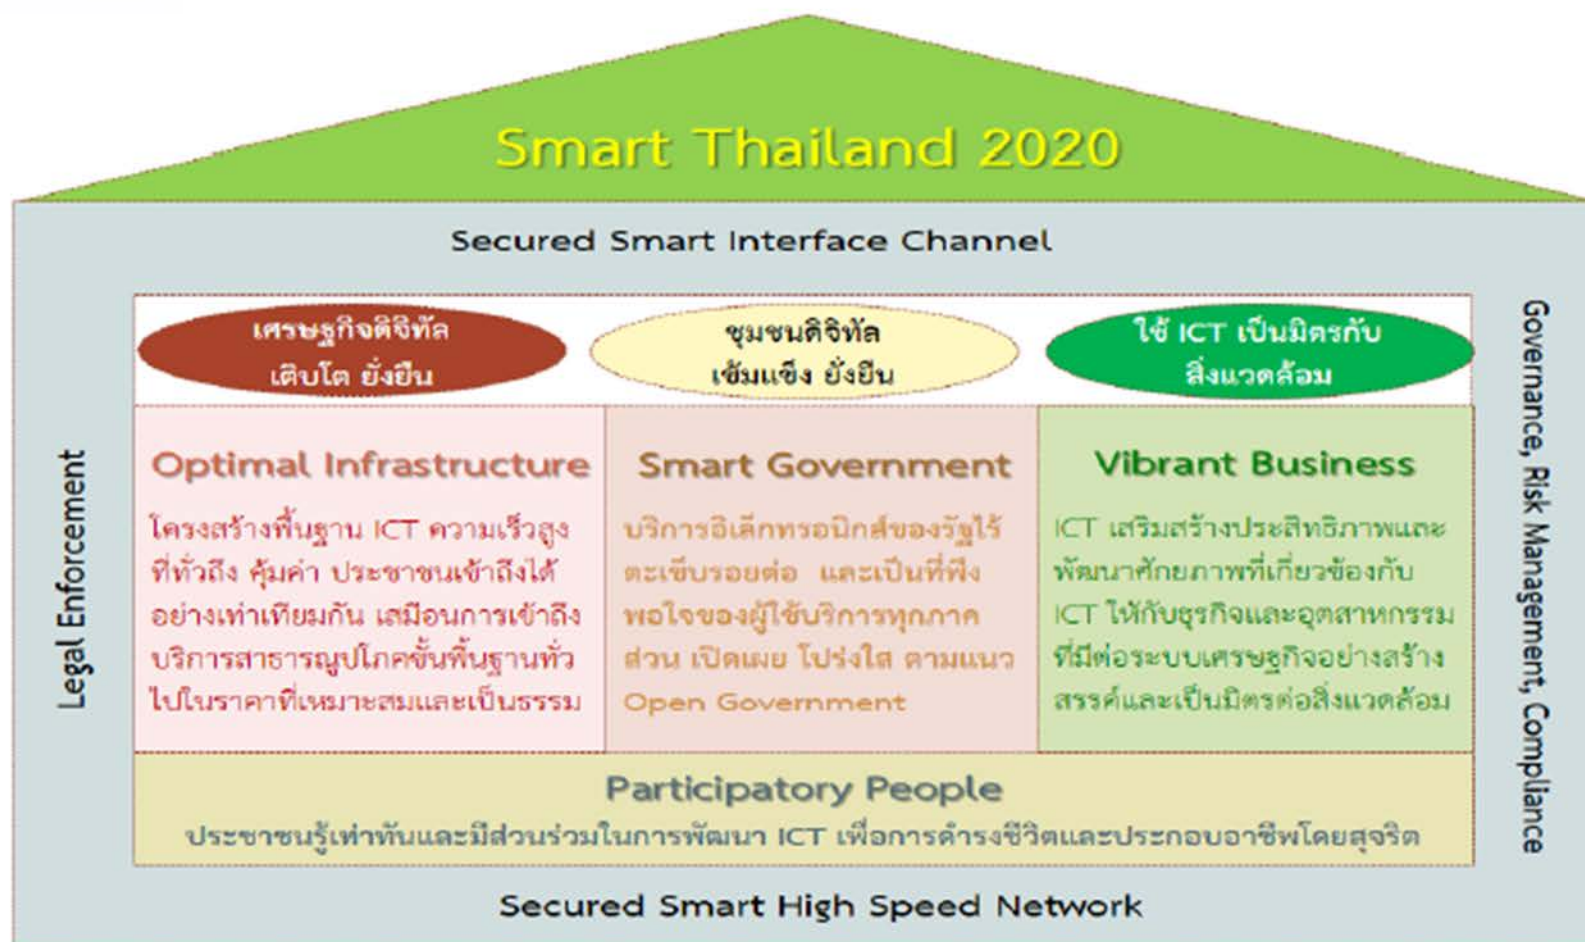 Smart Thailand 2020
Secured Smart Interface Channel
เศรษฐกิจดิจิทัล
เติบโต ยั่งยืน
ชุมชนดิจิทัล
เข้มแข็ง ยั่งยืน
ใช้ ICT เป็นมิตรกับ
สิ่งแวดล้อม
Legal Enforcement
Optimal Infrastructure
โครงสร้างพื้นฐาน ICT ความเร็วสูง
ที่ทั่วถึง คุ้มค่า ประชาชนเข้าถึงได้
อย่างเท่าเทียมกัน เสมือนการเข้าถึง
บริการสาธารณูปโภคขั้นพื้นฐานทั่ว
ไปในราคาที่เหมาะสมและเป็นธรรม
Smart Government
บริการอิเล็กทรอนิกส์ของรัฐไร้
ตะเข็บรอยต่อ และเป็นที่พึง
พอใจของผู้ใช้บริการทุกภาค
ส่วน เปิดเผย โปร่งใส ตามแนว
Open Government
Vibrant Business
ICT เสริมสร้างประสิทธิภาพและ
พัฒนาศักยภาพที่เกี่ยวข้องกับ
ICT ให้กับธุรกิจและอุตสาหกรรม
ที่มีต่อระบบเศรษฐกิจอย่างสร้าง
สรรค์และเป็นมิตรต่อสิ่งแวดล้อม
Governance, Risk Management, Compliance
Participatory People
ประชาชนรู้เท่าทันและมีส่วนร่วมในการพัฒนา ICT เพื่อการดำรงชีวิตและประกอบอาชีพโดยสุจริต
Secured Smart High Speed Network